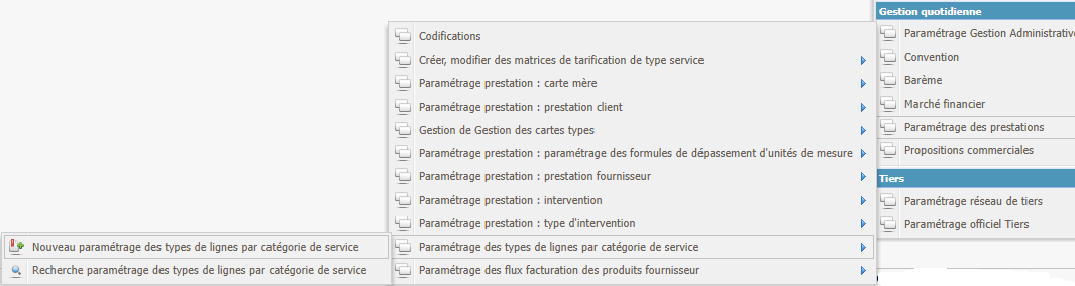 Gestion quotidienne
Paramétrage Gestion Administrative
Convention
Barème
Marché financier
Paramétrage des prestations
Propositions commerciales
Tiers
Paramétrage réseau de tiers
Paramétrage officiel Tiers
Codifications
Créer, modifier des matrices de tarification de type service
Paramétrage prestation : carte mère
Paramétrage prestation : prestation client
Gestion de Gestion des cartes types
Paramétrage prestation : paramétrage des formules de dépassement d'unités de mesure
Paramétrage prestation : prestation fournisseur
Paramétrage prestation : intervention
Paramétrage prestation : type d'intervention
Paramétrage des types de lignes par catégorie de service
Paramétrage des flux facturation des produits fournisseur
Nouveau paramétrage des types de lignes par catégorie de service
Recherche paramétrage des types de lignes par catégorie de service